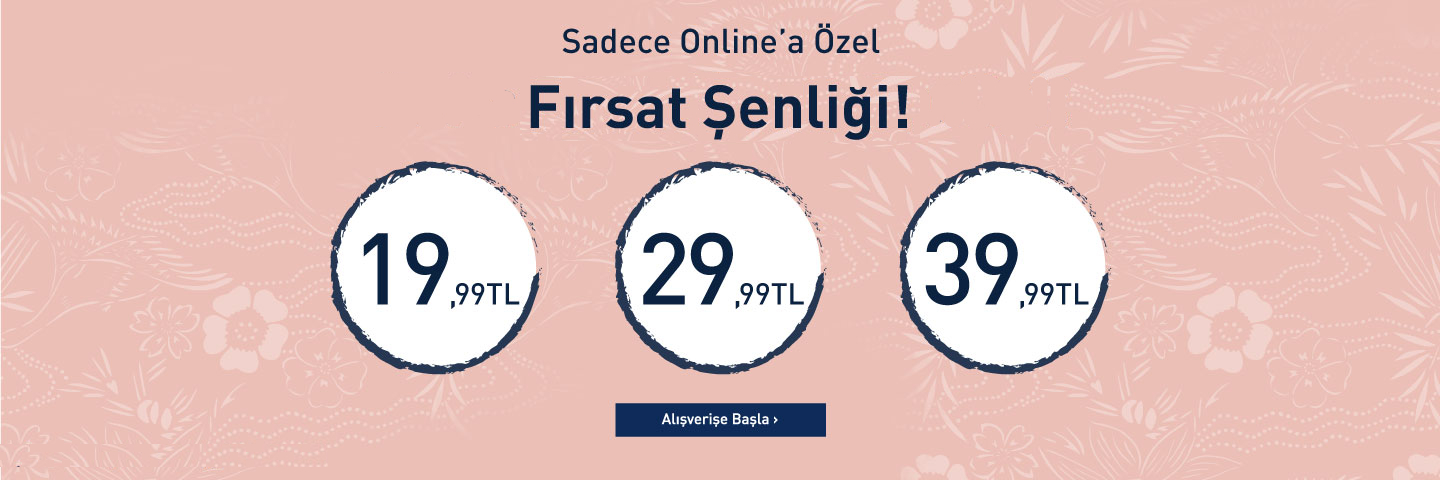 Sadece Online’a Özel
Fırsat Şenliği!
19,99TL
29,99TL
39,99TL
Alışverişe Başla ›